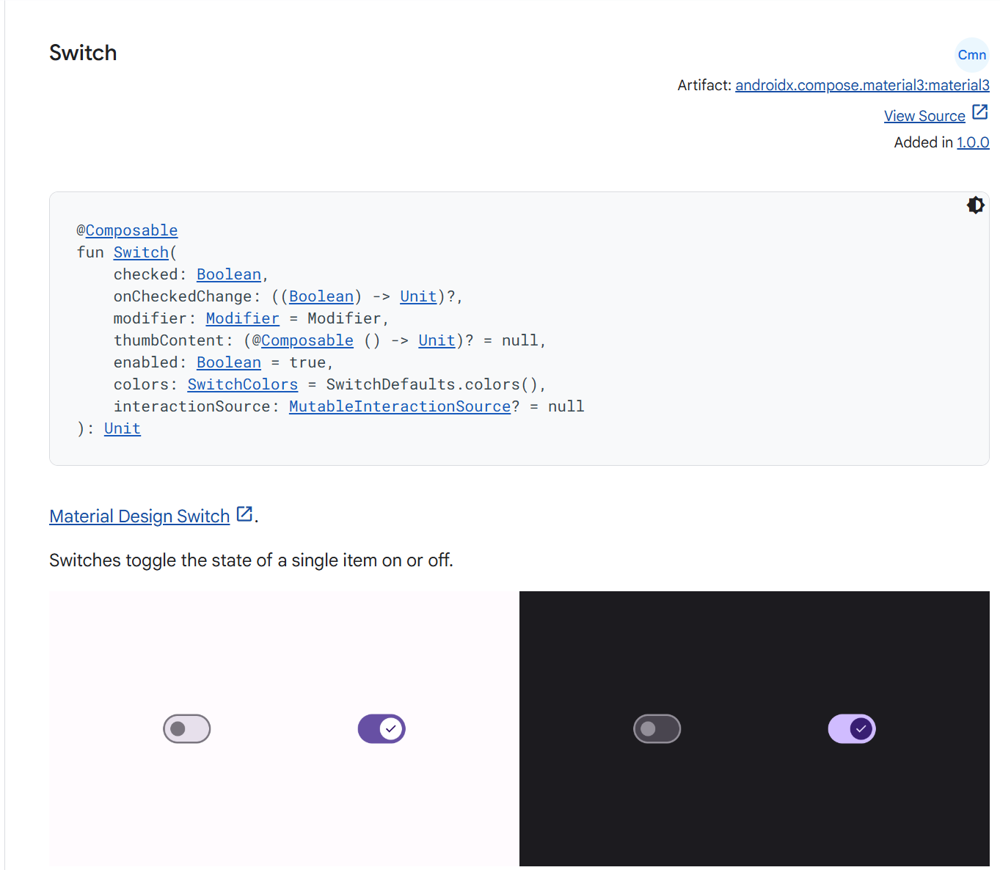 Switch
Cmn
Artifact: androidx.compose.material3:material3
View Source
Added in 1.0.0
@Composable
fun Switch(
    checked: Boolean,
    onCheckedChange: ((Boolean) -> Unit)?,
    modifier: Modifier = Modifier,
    thumbContent: (@Composable () -> Unit)? = null,
    enabled: Boolean = true,
    colors: SwitchColors = SwitchDefaults.colors(),
    interactionSource: MutableInteractionSource? = null
): Unit
Material Design Switch .
Switches toggle the state of a single item on or off.